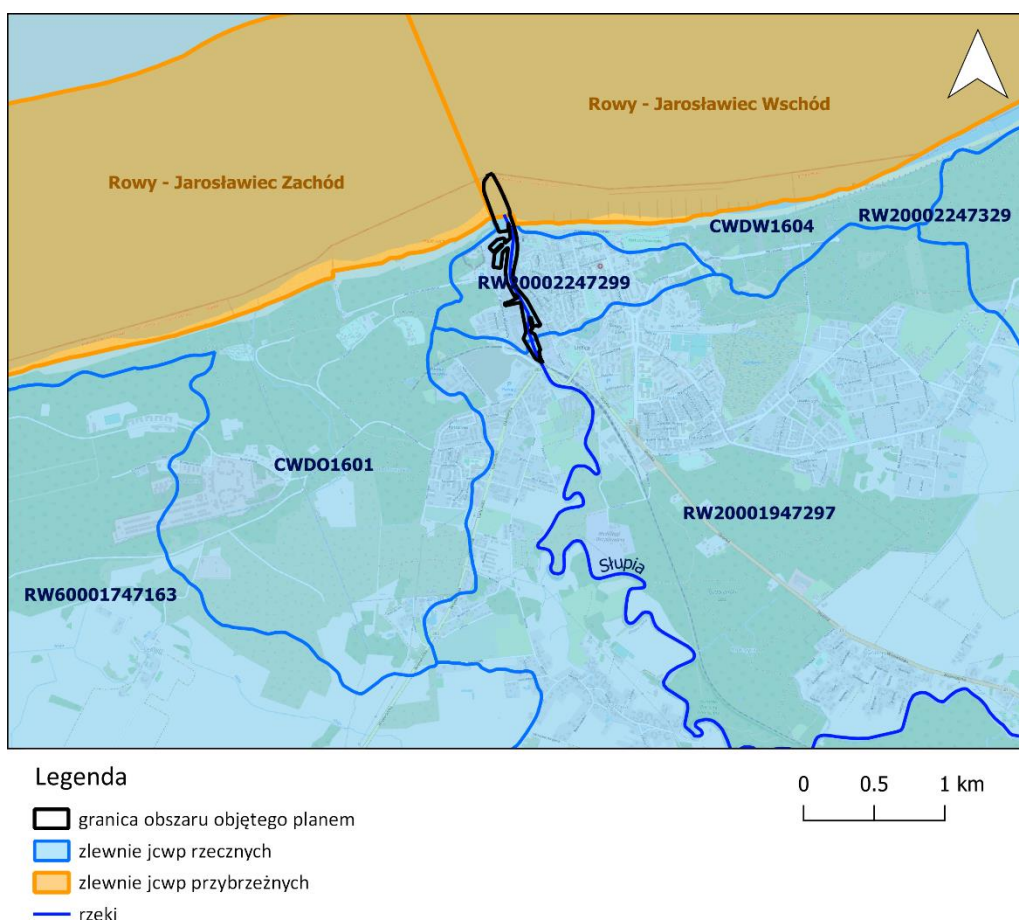 Rowy - Jarosławiec Wschód
Rowy - Jarosławiec Zachód
RW20002247329
CWDW1604
RW20002247299
CWDO1601
RW20001947297
Słupia
RW60001747163
Legenda
granica obszaru objętego planem
zlewnie jcwp rzecznych
zlewnie jcwp przybrzeżnych
rzeki
0 0.5 1 km